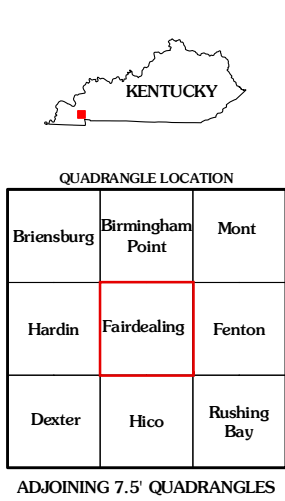 KENTUCKY
QUADRANGLE LOCATION
Briensburg
Birmingham
Point
Mont
Hardin
Fairdealing
Fenton
Dexter
Hico
Rushing
Bay
ADJOINING 7.5' QUADRANGLES